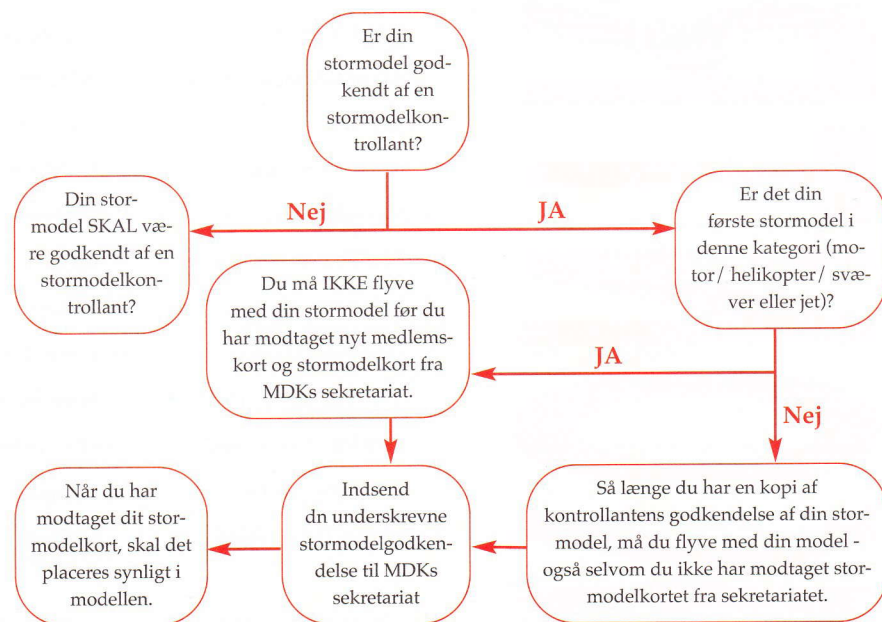 Er din
stormodel god-
kendt af en
stormodelkon-
trollant?
Nej
JA
Din stor-
model SKAL væ-
re godkendt af en
stormodelkon-
trollant?
Er det din
første stormodel i
denne kategori (mo-
tor/ helikopter/ svæ-
ver eller jet)?
Du må IKKE flyve
med din stormodel før du
har modtaget nyt medlems-
kort og stormodelkort fra
MDKs sekretariat.
JA
Nej
Når du har
modtaget dit stor-
modelkort, skal det
placeres synligt i
modellen.
Indsend
dn underskrevne
stormodelgodken-
delse til MDKs
sekretariat
Så længe du har en kopi af
kontrollantens godkendelse af din stor-
model, må du flyve med din model -
også selvom du ikke har modtaget stor-
modelkortet fra sekretariatet.